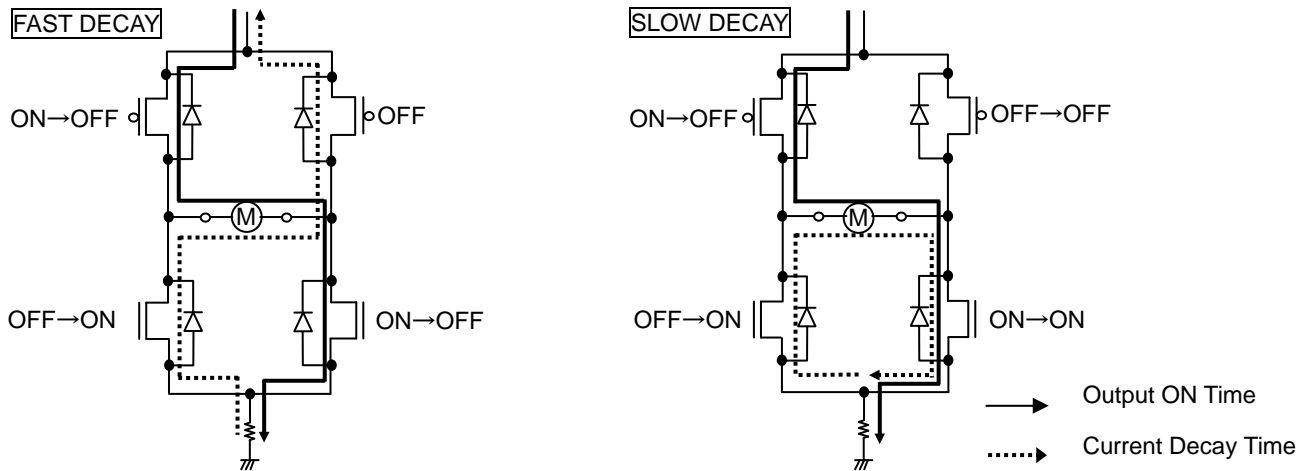 FAST DECAY
ON→OFF
OFF
M
OFF→ON
ON→OFF
SLOW DECAY
ON→OFF
OFF→OFF
M
OFF→ON
ON→ON
Output ON Time
Current Decay Time